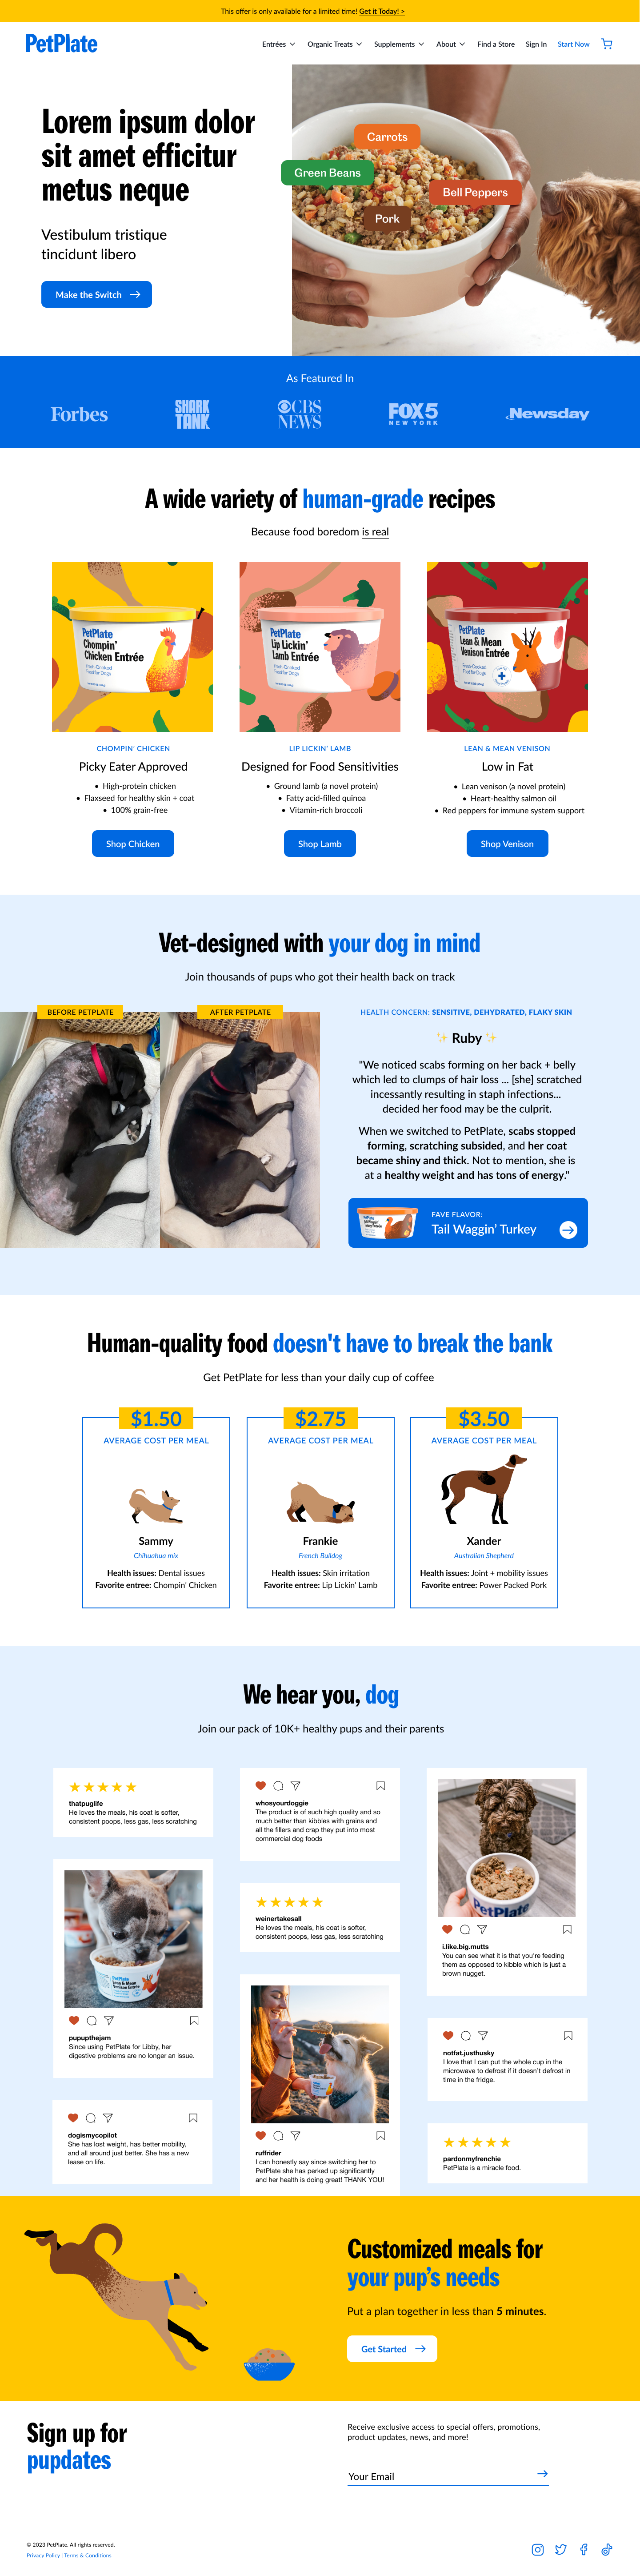 This offer is only available for a limited time! Get it Today! >
PetPlate
Entrées
Organic Treats
Supplements
About
Find a Store
Sign In
Start Now
Lorem ipsum dolor
sit amet efficitur
metus neque
Vestibulum tristique
tincidunt libero
Make the Switch
Carrots
Green Beans
Bell Peppers
Pork
As Featured In
Forbes
SHARK
TANK
CBS
NEWS
FOX 5
NEW YORK
Newsday
A wide variety of human-grade recipes
Because food boredom is real
PetPlate
Chompin'
Chicken Entrée
Fresh-Cooked
Food for Dogs
PetPlate
Lip Lickin'
Lamb Entrée
Fresh-Cooked
Food for Dogs
PetPlate
Lean & Mean
Venison Entrée
Fresh-Cooked
Food for Dogs
CHOMPIN' CHICKEN
Picky Eater Approved
• High-protein chicken
• Flaxseed for healthy skin + coat
• 100% grain-free
Shop Chicken
LIP LICKIN' LAMB
Designed for Food Sensitivities
• Ground lamb (a novel protein)
• Fatty acid-filled quinoa
• Vitamin-rich broccoli
Shop Lamb
LEAN & MEAN VENISON
Low in Fat
• Lean venison (a novel protein)
• Heart-healthy salmon oil
• Red peppers for immune system support
Shop Venison
Vet-designed with your dog in mind
Join thousands of pups who got their health back on track
BEFORE PETPLATE
AFTER PETPLATE
HEALTH CONCERN: SENSITIVE, DEHYDRATED, FLAKY SKIN
✨ Ruby ✨
"We noticed scabs forming on her back + belly
which led to clumps of hair loss ... [she] scratched
incessantly resulting in staph infections...
decided her food may be the culprit.
When we switched to PetPlate, scabs stopped
forming, scratching subsided, and her coat
became shiny and thick. Not to mention, she is
at a healthy weight and has tons of energy."
FAVE FLAVOR:
Tail Waggin' Turkey
Human-quality food doesn't have to break the bank
Get PetPlate for less than your daily cup of coffee
$1.50
AVERAGE COST PER MEAL
Sammy
Chihuahua mix
Health issues: Dental issues
Favorite entree: Chompin' Chicken
$2.75
AVERAGE COST PER MEAL
Frankie
French Bulldog
Health issues: Skin irritation
Favorite entree: Lip Lickin' Lamb
$3.50
AVERAGE COST PER MEAL
Xander
Australian Shepherd
Health issues: Joint + mobility issues
Favorite entree: Power Packed Pork
We hear you, dog
Join our pack of 10K+ healthy pups and their parents
thatpuglife
He loves the meals, his coat is softer,
consistent poops, less gas, less scratching
PetPlate
Lean & Mean
Venison Entrée
pupupthejam
Since using PetPlate for Libby, her
digestive problems are no longer an issue.
dogismycopilot
She has lost weight, has better mobility,
and all around just better. She has a new
lease on life.
whosyourdoggie
The product is of such high quality and so
much better than kibbles with grains and
all the fillers and crap they put into most
commercial dog foods
weinertakesall
He loves the meals, his coat is softer,
consistent poops, less gas, less scratching
ruffrider
I can honestly say since switching her to
PetPlate she has perked up significantly
and her health is doing great! THANK YOU!
PetPlate
i.like.big.mutts
You can see what it is that you're feeding
them as opposed to kibble which is just a
brown nugget.
notfat.justhusky
I love that I can put the whole cup in the
microwave to defrost if it doesn't defrost in
time in the fridge.
pardonmyfrenchie
PetPlate is a miracle food.
Customized meals for
your pup's needs
Put a plan together in less than 5 minutes.
Get Started
Sign up for
pupdates
Receive exclusive access to special offers, promotions,
product updates, news, and more!
Your Email
© 2023 PetPlate. All rights reserved.
Privacy Policy | Terms & Conditions